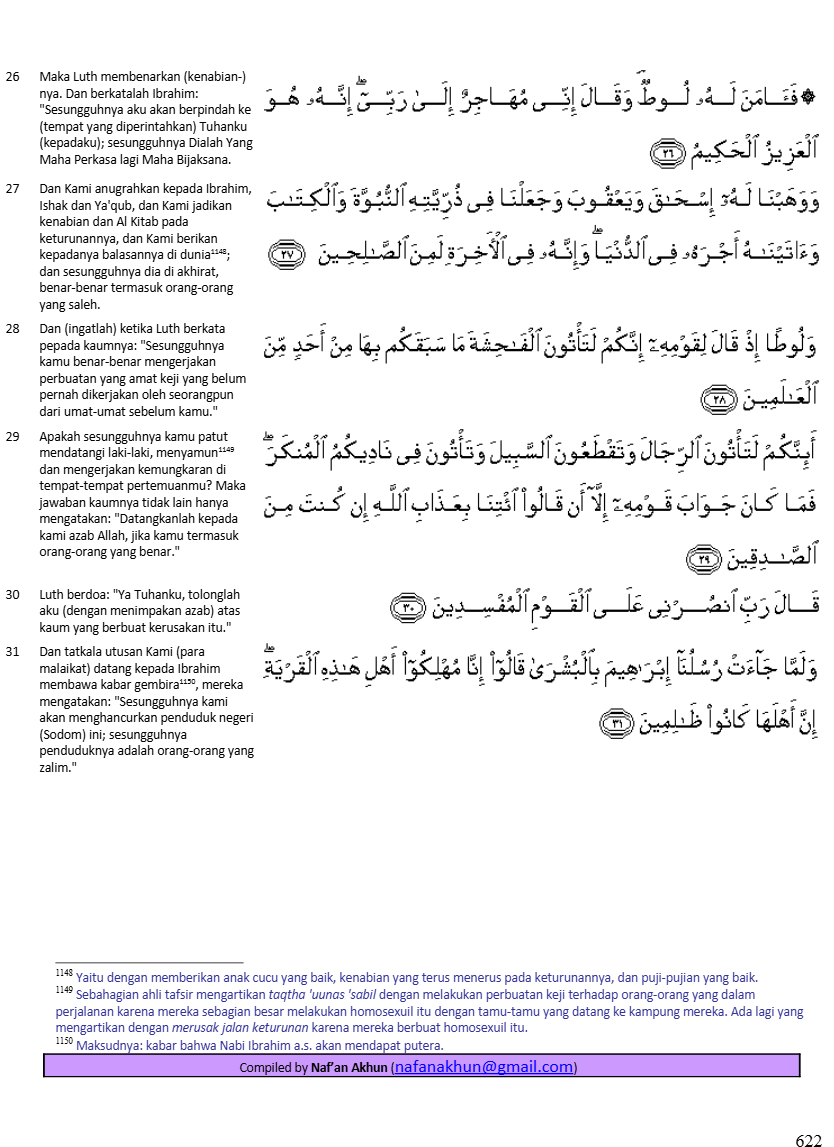 26 Maka Luth membenarkan (kenabian-)
nya. Dan berkatalah Ibrahim:
"Sesungguhnya aku akan berpindah ke
(tempat yang diperintahkan) Tuhanku
(kepadaku); sesungguhnya Dialah Yang
Maha Perkasa lagi Maha Bijaksana.
۞ فَـَٔامَنَ لَهُۥ لُوطٌۘ وَقَالَ إِنِّى مُهَاجِرٌ إِلَىٰ رَبِّىٓۖ إِنَّهُۥ هُوَ
ٱلْعَزِيزُ ٱلْحَكِيمُ ٢٦
27 Dan Kami anugrahkan kepada Ibrahim,
Ishak dan Ya'qub, dan Kami jadikan
kenabian dan Al Kitab pada
keturunannya, dan Kami berikan
kepadanya balasannya di dunia¹¹⁴⁸;
dan sesungguhnya dia di akhirat,
benar-benar termasuk orang-orang
yang saleh.
وَوَهَبْنَا لَهُۥٓ إِسْحَـٰقَ وَيَعْقُوبَ وَجَعَلْنَا فِى ذُرِّيَّتِهِ ٱلنُّبُوَّةَ وَٱلْكِتَـٰبَ
وَءَاتَيْنَـٰهُ أَجْرَهُۥ فِى ٱلدُّنْيَاۖ وَإِنَّهُۥ فِى ٱلْـَٔاخِرَةِ لَمِنَ ٱلصَّـٰلِحِينَ ٢٧
28 Dan (ingatlah) ketika Luth berkata
pepada kaumnya: "Sesungguhnya
kamu benar-benar mengerjakan
perbuatan yang amat keji yang belum
pernah dikerjakan oleh seorangpun
dari umat-umat sebelum kamu."
وَلُوطًا إِذْ قَالَ لِقَوْمِهِۦٓ إِنَّكُمْ لَتَأْتُونَ ٱلْفَـٰحِشَةَ مَا سَبَقَكُم بِهَا مِنْ أَحَدٍ مِّنَ
ٱلْعَـٰلَمِينَ ٢٨
29 Apakah sesungguhnya kamu patut
mendatangi laki-laki, menyamun¹¹⁴⁹
dan mengerjakan kemungkaran di
tempat-tempat pertemuanmu? Maka
jawaban kaumnya tidak lain hanya
mengatakan: "Datangkanlah kepada
kami azab Allah, jika kamu termasuk
orang-orang yang benar."
أَئِنَّكُمْ لَتَأْتُونَ ٱلرِّجَالَ وَتَقْطَعُونَ ٱلسَّبِيلَ وَتَأْتُونَ فِى نَادِيكُمُ ٱلْمُنكَرَۖ
فَمَا كَانَ جَوَابَ قَوْمِهِۦٓ إِلَّآ أَن قَالُوا۟ ٱئْتِنَا بِعَذَابِ ٱللَّهِ إِن كُنتَ مِنَ
ٱلصَّـٰدِقِينَ ٢٩
30 Luth berdoa: "Ya Tuhanku, tolonglah
aku (dengan menimpakan azab) atas
kaum yang berbuat kerusakan itu."
قَالَ رَبِّ ٱنصُرْنِى عَلَى ٱلْقَوْمِ ٱلْمُفْسِدِينَ ٣٠
31 Dan tatkala utusan Kami (para
malaikat) datang kepada Ibrahim
membawa kabar gembira¹¹⁵⁰, mereka
mengatakan: "Sesungguhnya kami
akan menghancurkan penduduk negeri
(Sodom) ini; sesungguhnya
penduduknya adalah orang-orang yang
zalim."
وَلَمَّا جَآءَتْ رُسُلُنَآ إِبْرَٰهِيمَ بِٱلْبُشْرَىٰ قَالُوٓا۟ إِنَّا مُهْلِكُوٓا۟ أَهْلِ هَـٰذِهِ ٱلْقَرْيَةِۖ
إِنَّ أَهْلَهَا كَانُوا۟ ظَـٰلِمِينَ ٣١
¹¹⁴⁸ Yaitu dengan memberikan anak cucu yang baik, kenabian yang terus menerus pada keturunannya, dan puji-pujian yang baik.
¹¹⁴⁹ Sebahagian ahli tafsir mengartikan taqtha 'uunas 'sabil dengan melakukan perbuatan keji terhadap orang-orang yang dalam
perjalanan karena mereka sebagian besar melakukan homosexuil itu dengan tamu-tamu yang datang ke kampung mereka. Ada lagi yang
mengartikan dengan merusak jalan keturunan karena mereka berbuat homosexuil itu.
¹¹⁵⁰ Maksudnya: kabar bahwa Nabi Ibrahim a.s. akan mendapat putera.
Compiled by Naf'an Akhun (nafanakhun@gmail.com)
622